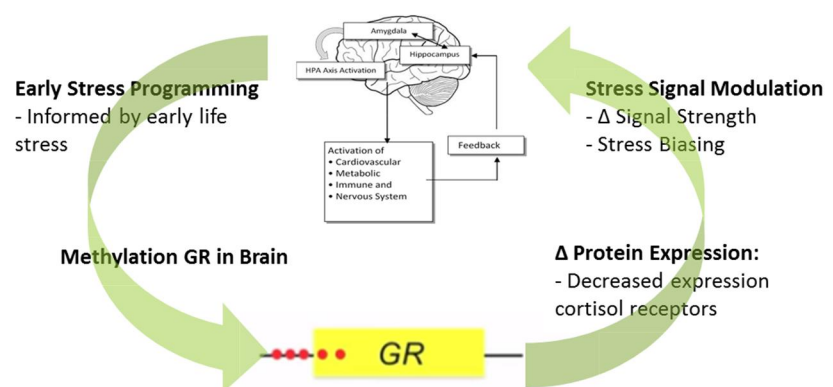 Amygdala
Hippocampus
HPA Axis Activation
Early Stress Programming
- Informed by early life
stress
Stress Signal Modulation
- Δ Signal Strength
- Stress Biasing
Activation of
• Cardiovascular
• Metabolic
• Immune and
• Nervous System
Feedback
Methylation GR in Brain
Δ Protein Expression:
- Decreased expression
cortisol receptors
GR